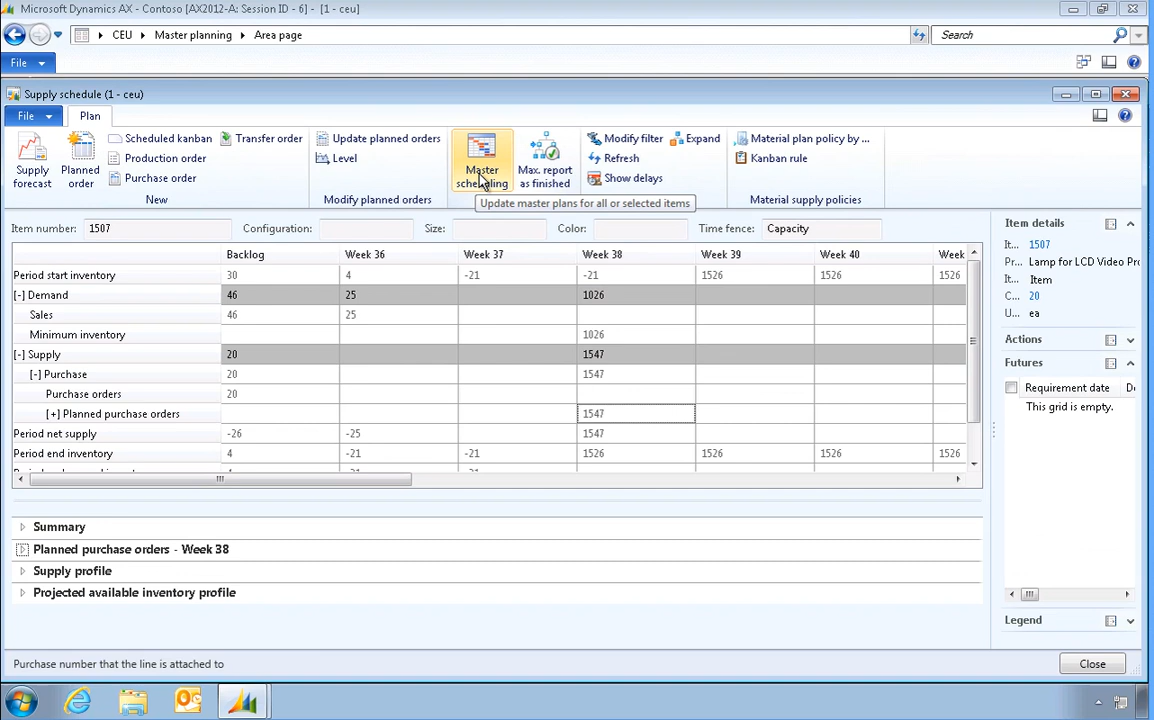 Microsoft Dynamics AX - Contoso [AX2012-A: Session ID - 6] - [1 - ceu]
CEU Master planning Area page Search
File
Supply schedule (1 - ceu)
File Plan
Supply forecast
Planned order
Scheduled kanban
Production order
Purchase order
Transfer order
New
Update planned orders
Level
Modify planned orders
Master scheduling
Max. report as finished
Update master plans for all or selected items
Modify filter
Expand
Refresh
Show delays
Material plan policy by ...
Kanban rule
Material supply policies
Item number: 1507 Configuration: Size: Color: Time fence: Capacity
Backlog Week 36 Week 37 Week 38 Week 39 Week 40 Week
Period start inventory 30 4 -21 -21 1526 1526 1526
[-] Demand 46 25 1026
Sales 46 25
Minimum inventory 1026
[-] Supply 20 1547
[-] Purchase 20 1547
Purchase orders 20
[+] Planned purchase orders 1547
Period net supply -26 -25 1547
Period end inventory 4 -21 -21 1526 1526 1526 1526
Summary
Planned purchase orders - Week 38
Supply profile
Projected available inventory profile
Item details
It... 1507
Pr... Lamp for LCD Video Pro
It... Item
C... 20
U... ea
Actions
Futures
Requirement date
This grid is empty.
Legend
Purchase number that the line is attached to
Close